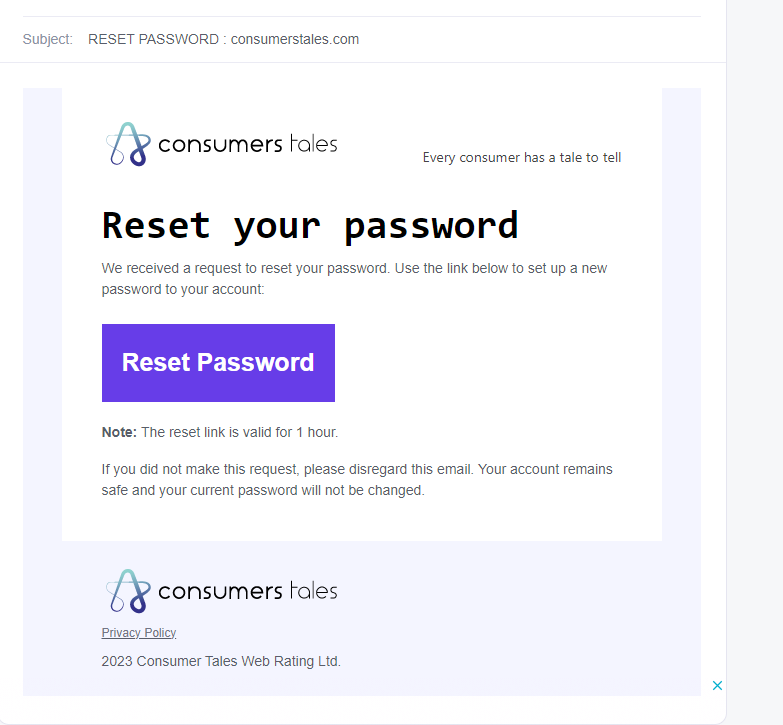 Subject: RESET PASSWORD : consumerstales.com
consumers tales
Every consumer has a tale to tell
Reset your password
We received a request to reset your password. Use the link below to set up a new
password to your account:
Reset Password
Note: The reset link is valid for 1 hour.
If you did not make this request, please disregard this email. Your account remains
safe and your current password will not be changed.
consumers tales
Privacy Policy
2023 Consumer Tales Web Rating Ltd.